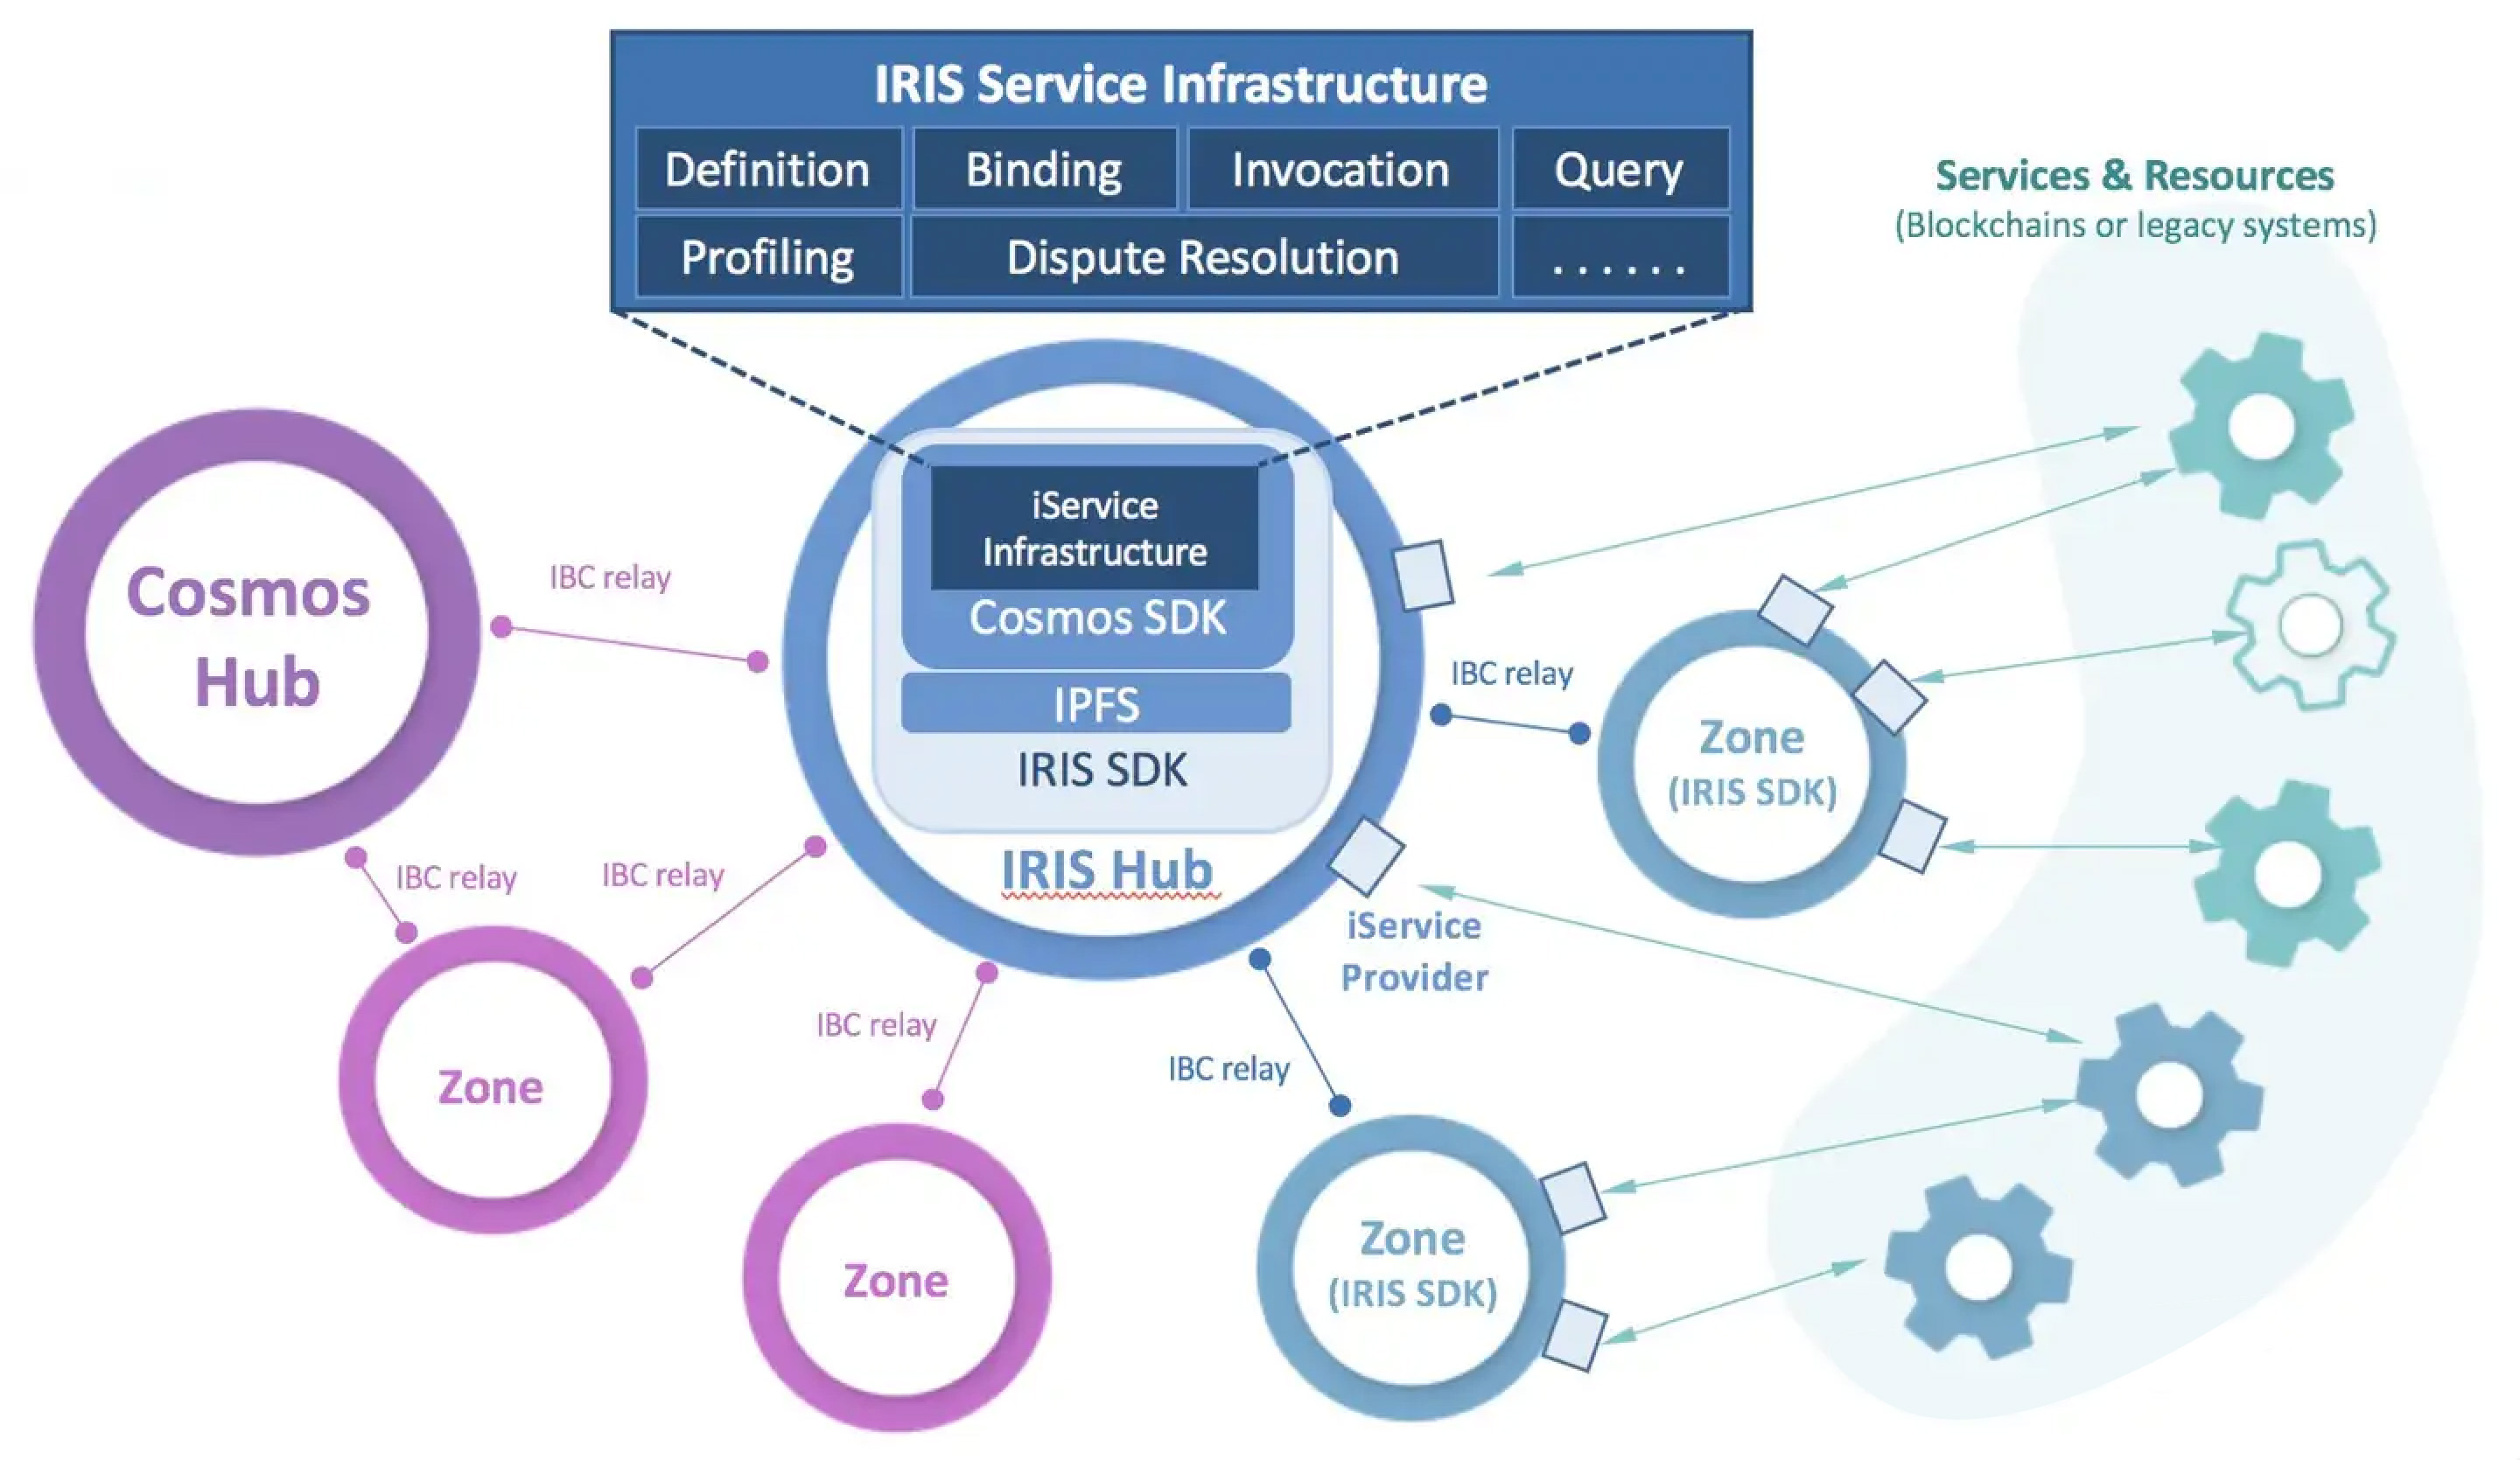 IRIS Service Infrastructure
Definition
Binding
Invocation
Query
Profiling
Dispute Resolution
......
Services & Resources
(Blockchains or legacy systems)
iService
Infrastructure
Cosmos SDK
IPFS
IRIS SDK
IRIS Hub
Cosmos
Hub
IBC relay
IBC relay
IBC relay
IBC relay
IBC relay
IBC relay
iService
Provider
Zone
(IRIS SDK)
Zone
Zone
Zone
(IRIS SDK)